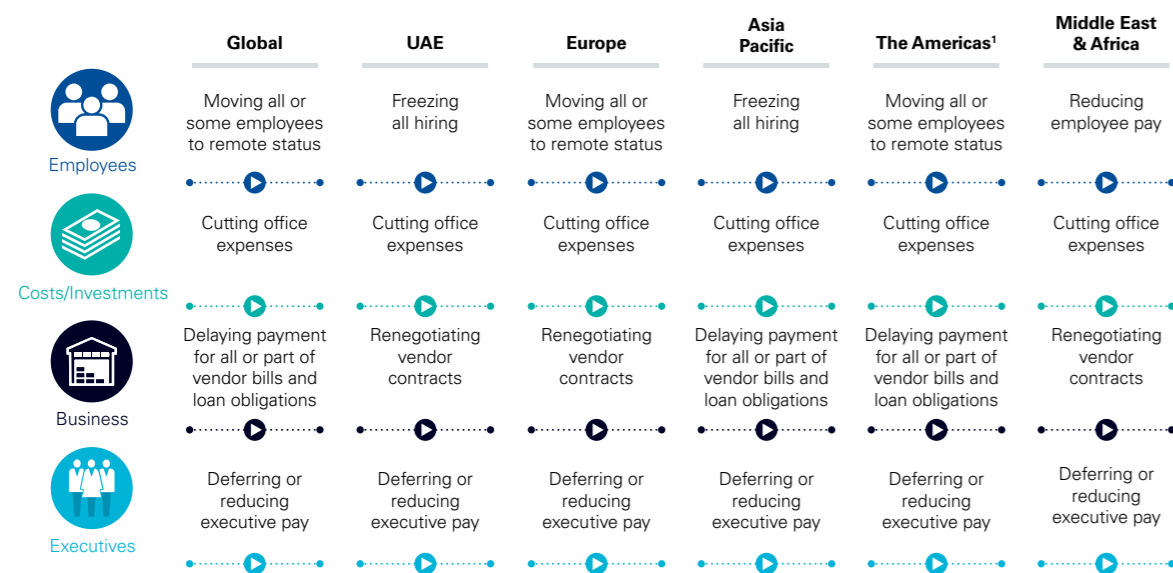 Global
UAE
Europe
Asia
Pacific
The Americas¹
Middle East
& Africa
Employees
Moving all or
some employees
to remote status
Freezing
all hiring
Moving all or
some employees
to remote status
Freezing
all hiring
Moving all or
some employees
to remote status
Reducing
employee pay
Costs/Investments
Cutting office
expenses
Cutting office
expenses
Cutting office
expenses
Cutting office
expenses
Cutting office
expenses
Cutting office
expenses
Business
Delaying payment
for all or part of
vendor bills and
loan obligations
Renegotiating
vendor
contracts
Renegotiating
vendor
contracts
Delaying payment
for all or part of
vendor bills and
loan obligations
Delaying payment
for all or part of
vendor bills and
loan obligations
Renegotiating
vendor
contracts
Executives
Deferring or
reducing
executive pay
Deferring or
reducing
executive pay
Deferring or
reducing
executive pay
Deferring or
reducing
executive pay
Deferring or
reducing
executive pay
Deferring or
reducing
executive pay